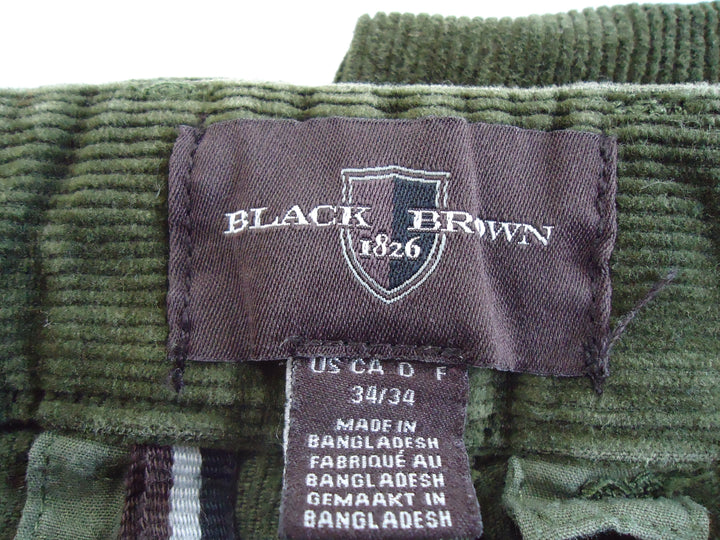 BLACK BROWN
1826
US CA D F
34/34
MADE IN
BANGLADESH
FABRIQUÉ AU
BANGLADESH
GEMAAKT IN
BANGLADESH